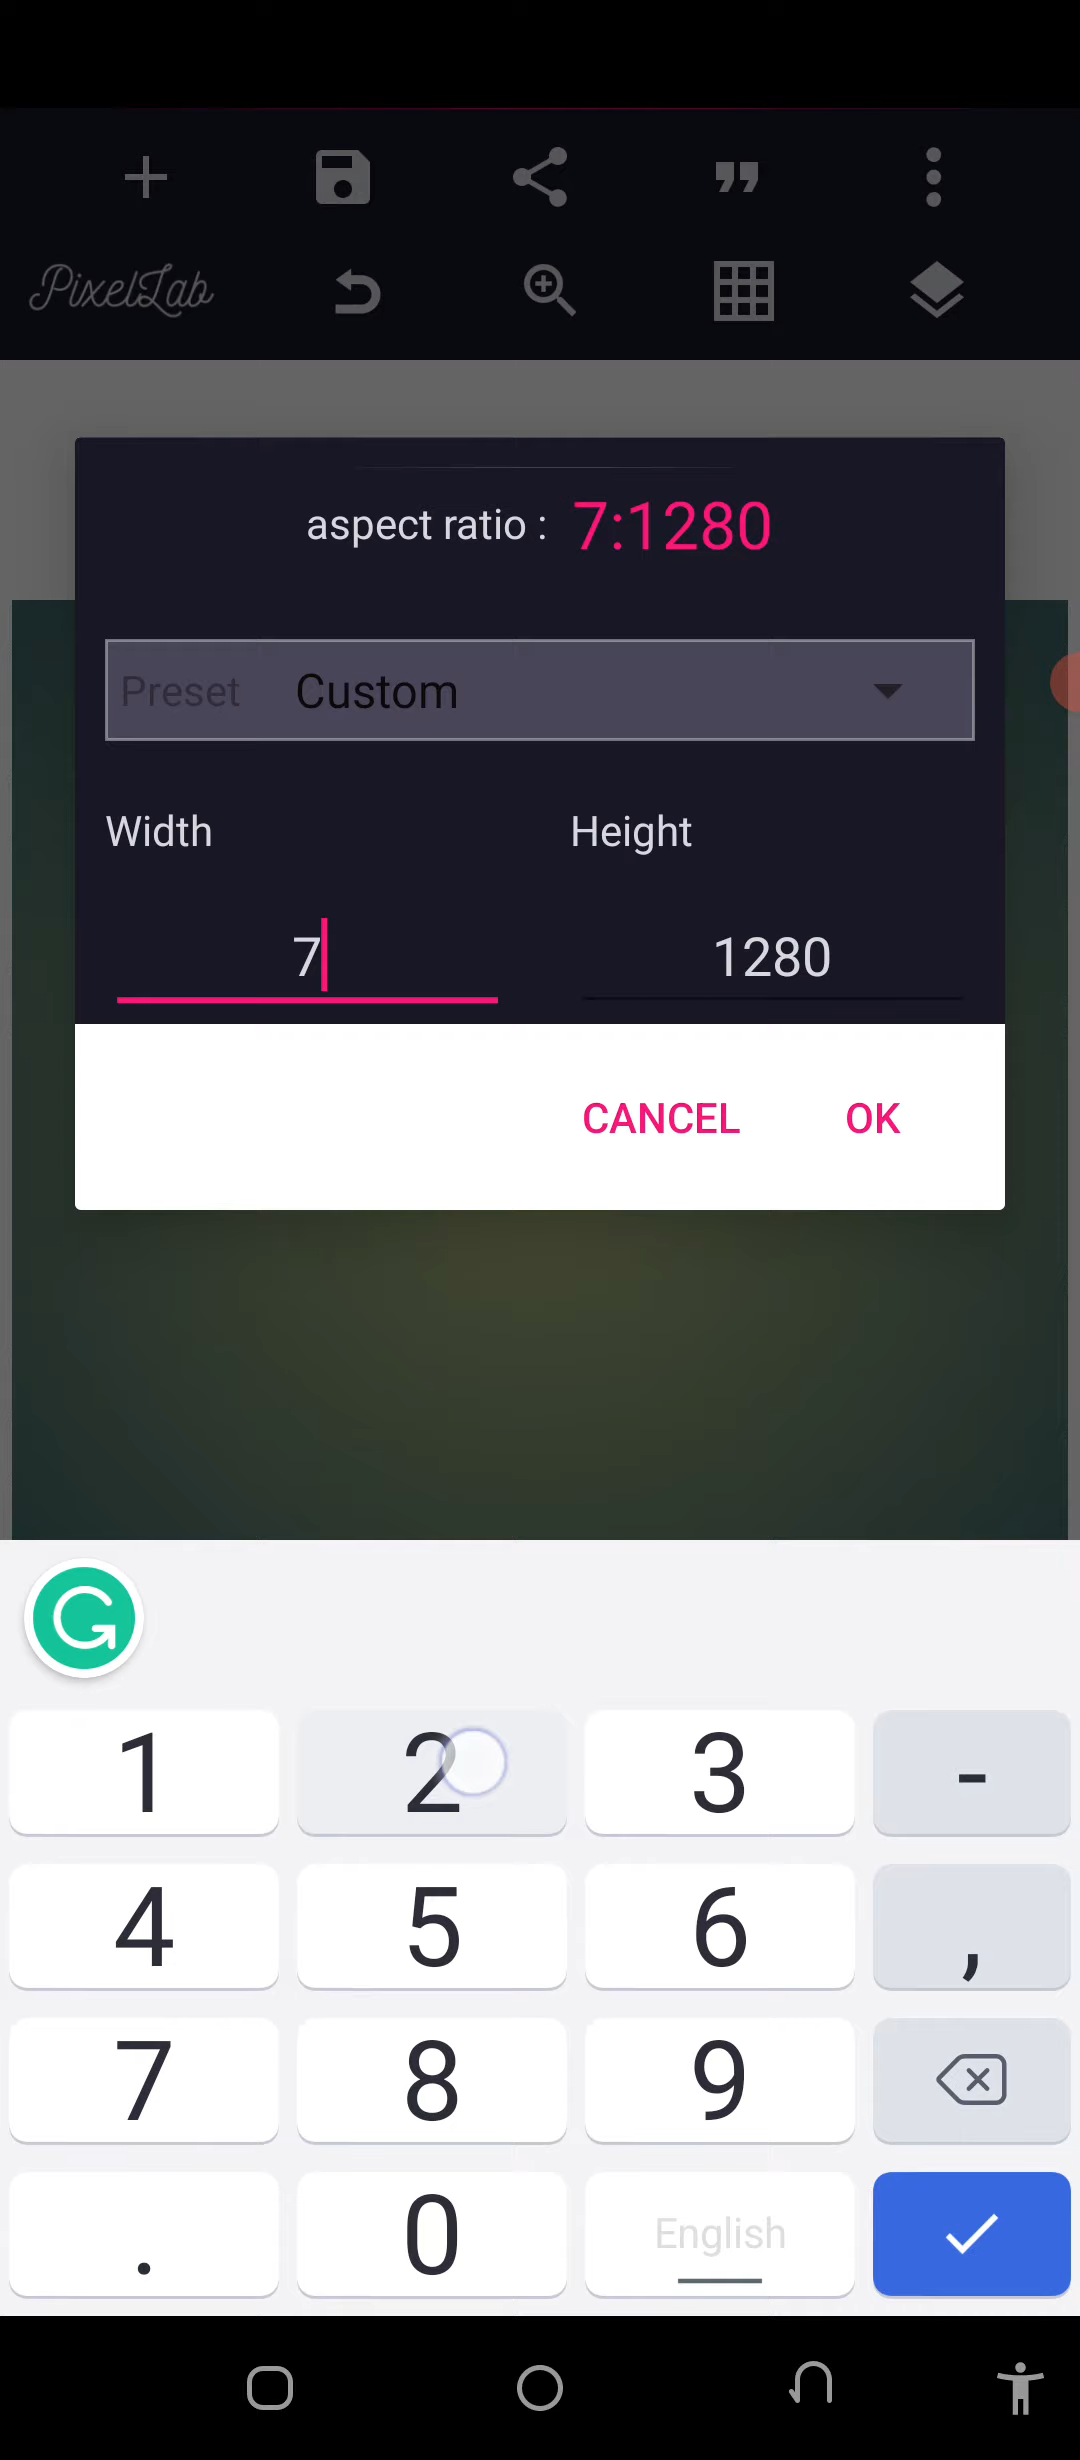 PixelLab
aspect ratio : 7:1280
Preset Custom
Width Height
7 1280
CANCEL OK
1 2 3 -
4 5 6 ,
7 8 9
. 0 English